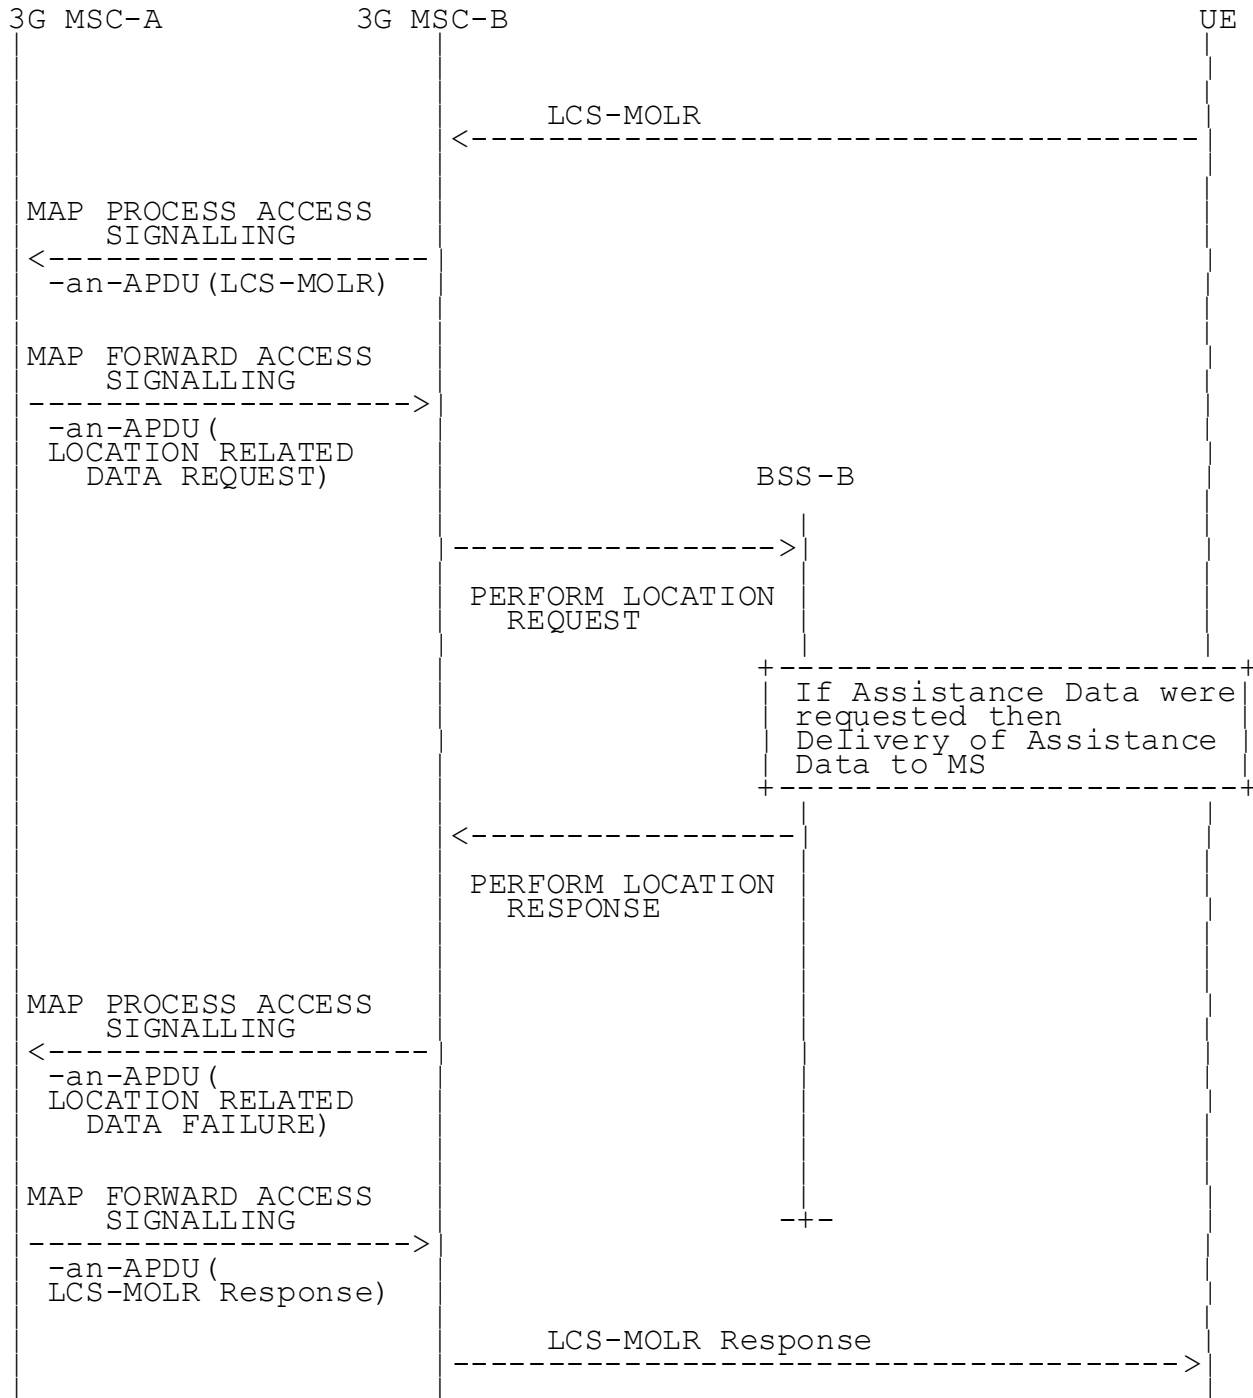 3G MSC-A 3G MSC-B UE
LCS-MOLR
MAP PROCESS ACCESS
SIGNALLING
-an-APDU(LCS-MOLR)
MAP FORWARD ACCESS
SIGNALLING
-an-APDU(
LOCATION RELATED
DATA REQUEST)
BSS-B
PERFORM LOCATION
REQUEST
If Assistance Data were
requested then
Delivery of Assistance
Data to MS
PERFORM LOCATION
RESPONSE
MAP PROCESS ACCESS
SIGNALLING
-an-APDU(
LOCATION RELATED
DATA FAILURE)
MAP FORWARD ACCESS
SIGNALLING
-an-APDU(
LCS-MOLR Response)
LCS-MOLR Response